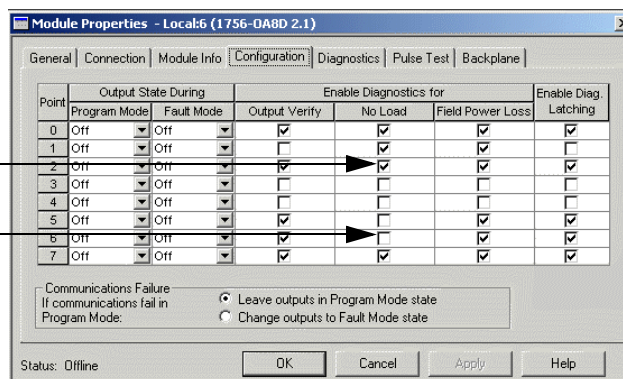 Module Properties - Local:6 (1756-OA8D 2.1)
General Connection Module Info Configuration Diagnostics Pulse Test Backplane
Point Output State During Enable Diagnostics for Enable Diag. Latching
Program Mode Fault Mode Output Verify No Load Field Power Loss
0 Off Off
1 Off Off
2 Off Off
3 Off Off
4 Off Off
5 Off Off
6 Off Off
7 Off Off
Communications Failure
If communications fail in Program Mode:
Leave outputs in Program Mode state
Change outputs to Fault Mode state
Status: Offline OK Cancel Apply Help